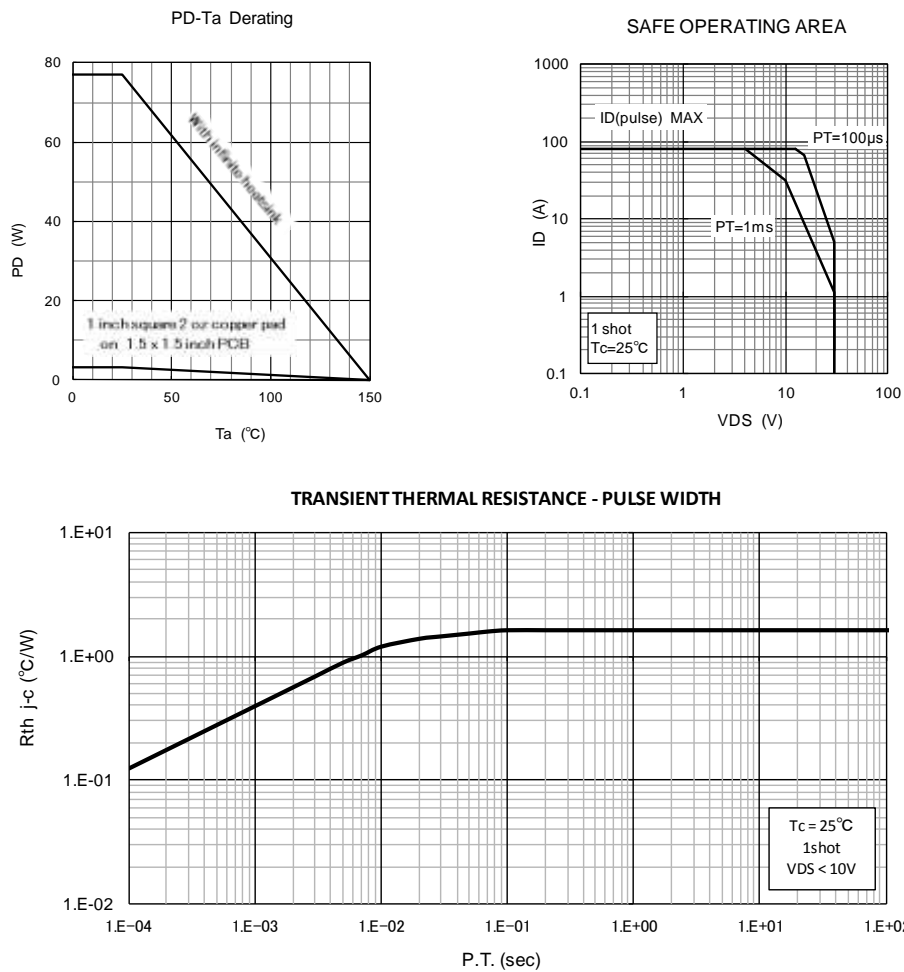 PD-Ta Derating
80
60
40
20
0
PD (W)
With infinite heatsink
1 inch square 2 oz copper pad
on 1.5 x 1.5 inch PCB
0
50
100
150
Ta (°C)
SAFE OPERATING AREA
1000
100
10
1
0.1
ID (A)
ID(pulse) MAX
PT=100µs
PT=1ms
1 shot
Tc=25°C
0.1
1
10
100
VDS (V)
TRANSIENT THERMAL RESISTANCE - PULSE WIDTH
1.E+01
1.E+00
1.E-01
1.E-02
Rth j-c (°C/W)
Tc = 25°C
1shot
VDS < 10V
1.E-04
1.E-03
1.E-02
1.E-01
1.E+00
1.E+01
1.E+02
P.T. (sec)